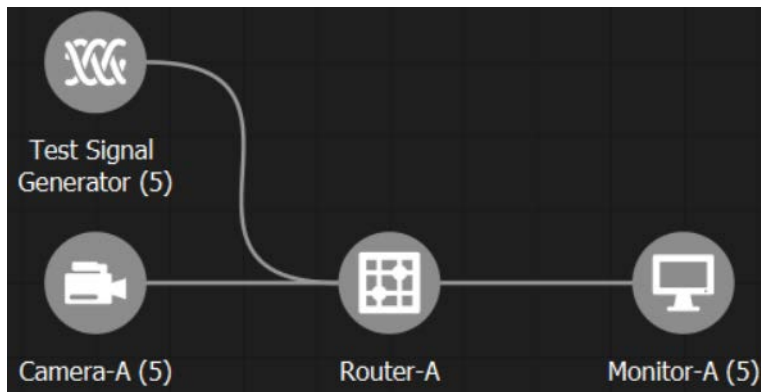 Test Signal
Generator (5)
Camera-A (5)
Router-A
Monitor-A (5)